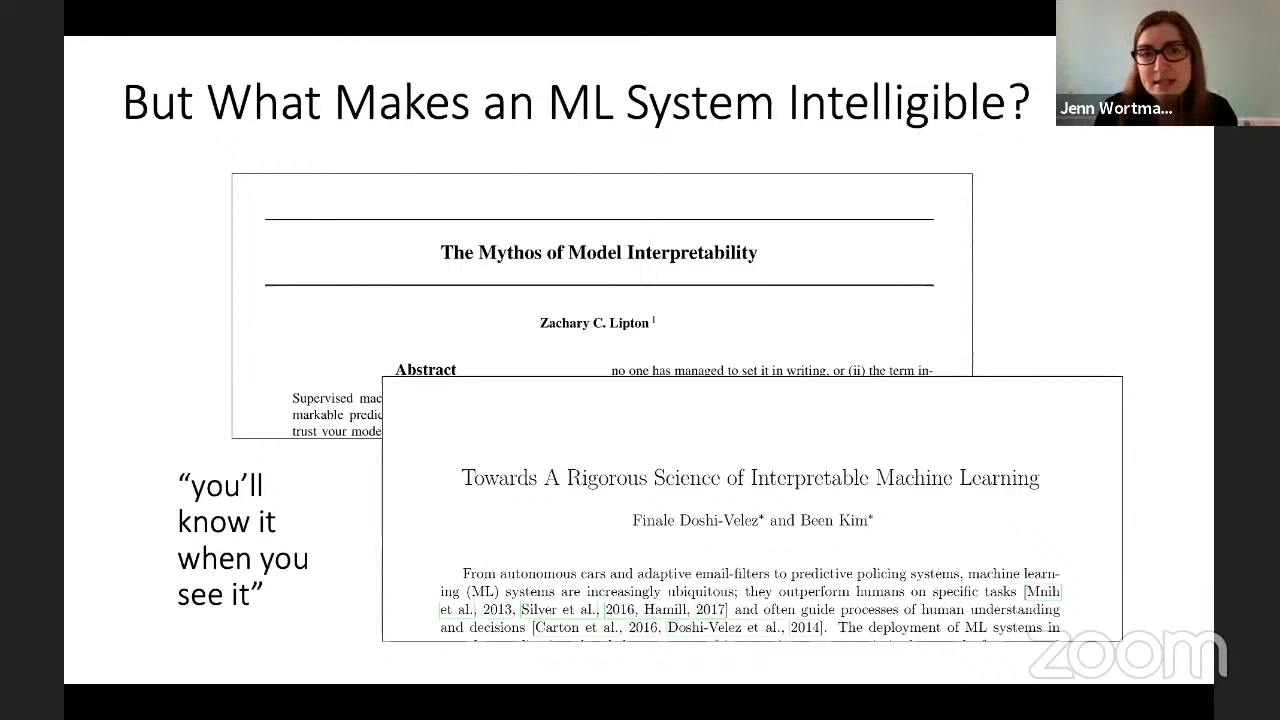 But What Makes an ML System Intelligible?
Jenn Wortma...
The Mythos of Model Interpretability
Zachary C. Lipton 1
Abstract
no one has managed to set it in writing, or (ii) the term in-
Supervised mac
markable predic
trust your mode
"you'll
know it
when you
see it"
Towards A Rigorous Science of Interpretable Machine Learning
Finale Doshi-Velez* and Been Kim*
From autonomous cars and adaptive email-filters to predictive policing systems, machine learn-
ing (ML) systems are increasingly ubiquitous; they outperform humans on specific tasks [Mnih
et al., 2013, Silver et al., 2016, Hamill, 2017] and often guide processes of human understanding
and decisions [Carton et al., 2016, Doshi-Velez et al., 2014]. The deployment of ML systems in
zoom